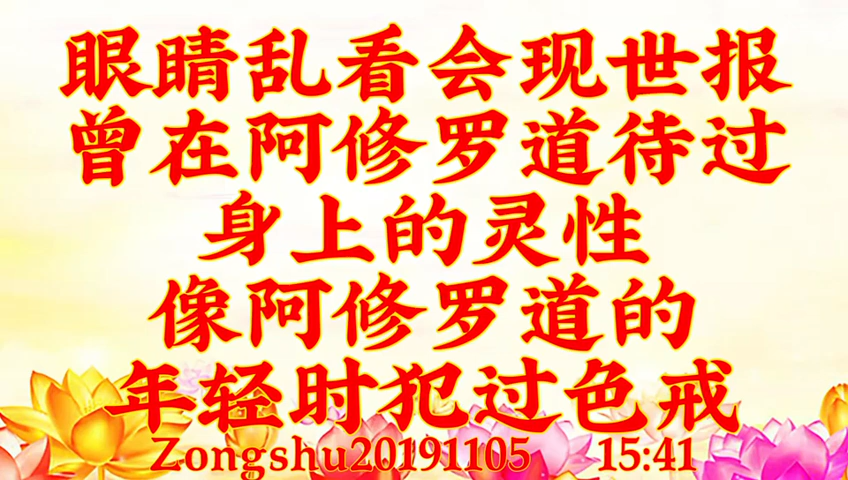 眼睛乱看会现世报
曾在阿修罗道待过
身上的灵性
像阿修罗道的
年轻时犯过色戒
Zongshu20191105 15:41